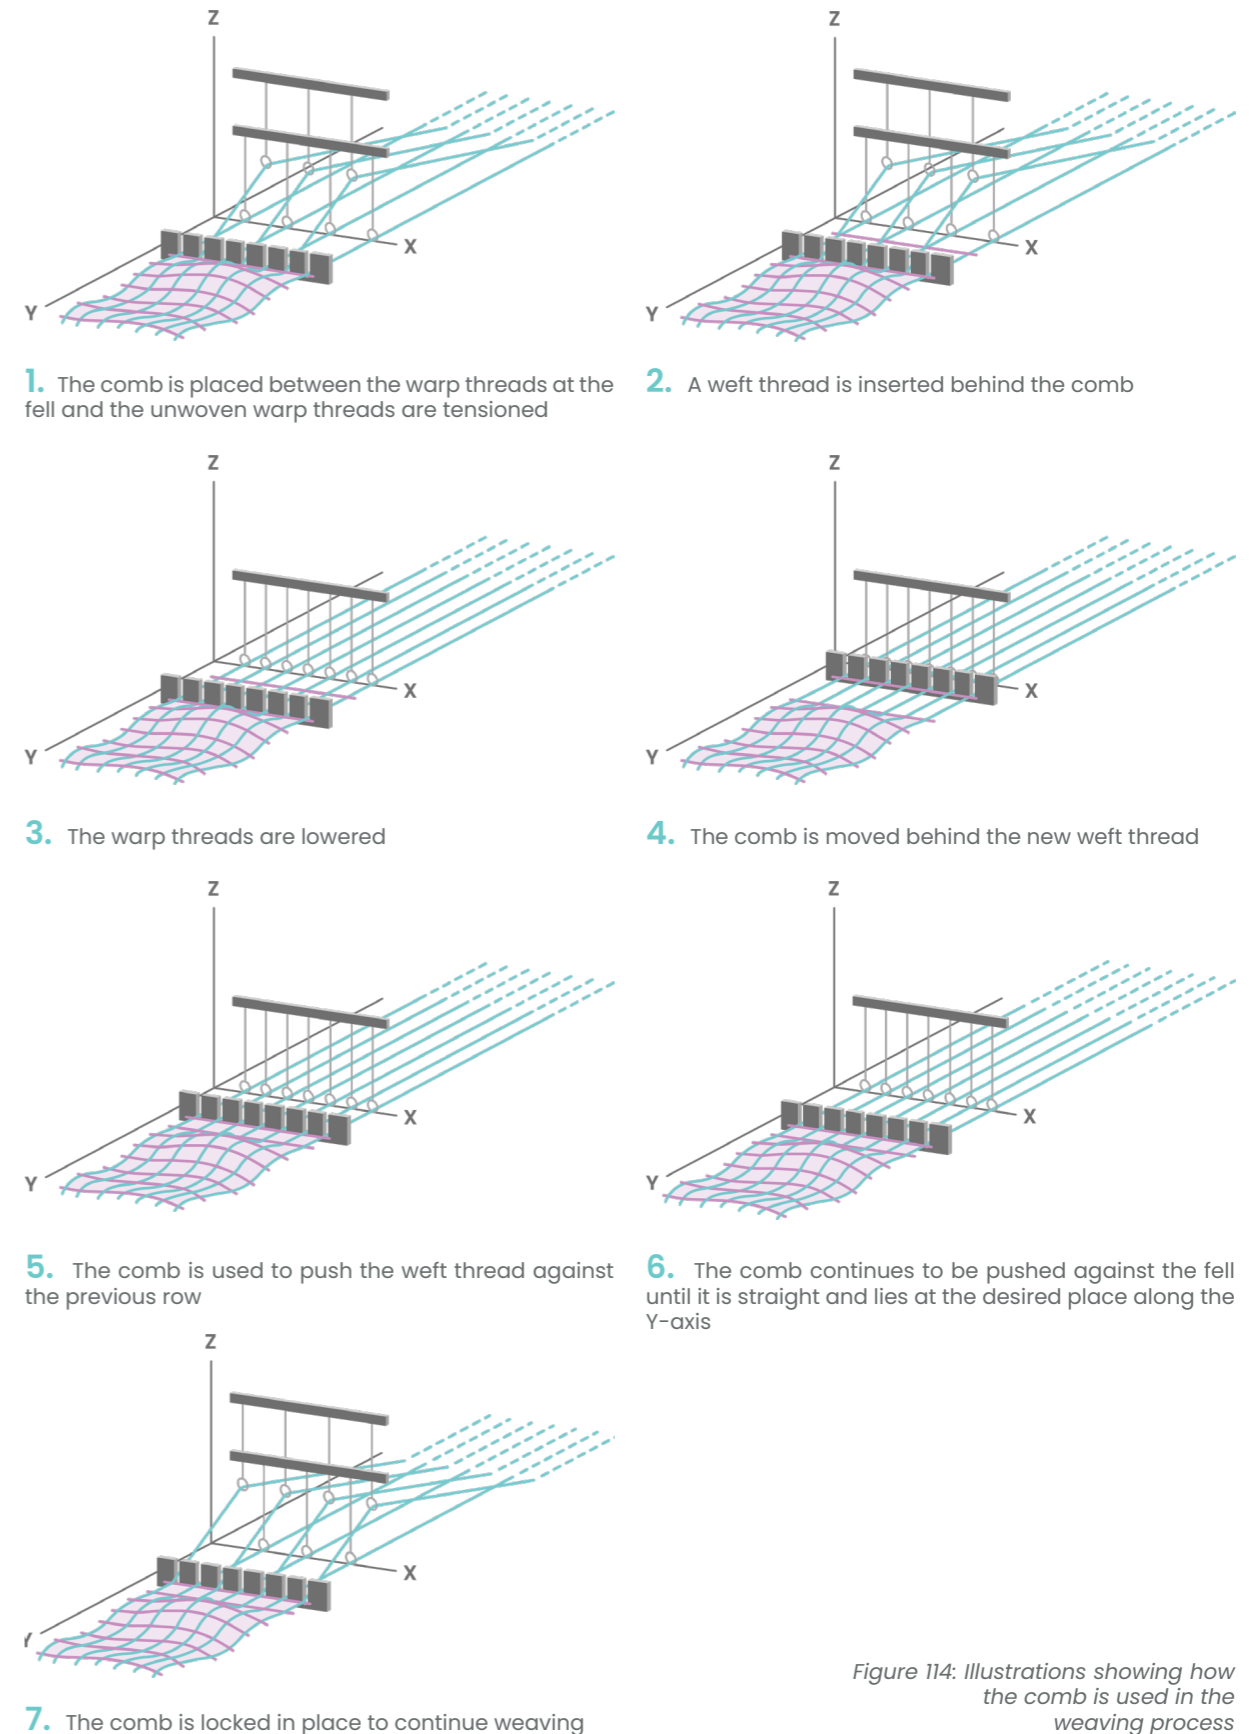 Z
X
Y
Z
X
Y
1. The comb is placed between the warp threads at the
fell and the unwoven warp threads are tensioned
2. A weft thread is inserted behind the comb
Z
X
Y
Z
X
Y
3. The warp threads are lowered
4. The comb is moved behind the new weft thread
Z
X
Y
Z
X
Y
5. The comb is used to push the weft thread against
the previous row
6. The comb continues to be pushed against the fell
until it is straight and lies at the desired place along the
Y-axis
Z
X
Y
7. The comb is locked in place to continue weaving
Figure 114: Illustrations showing how
the comb is used in the
weaving process